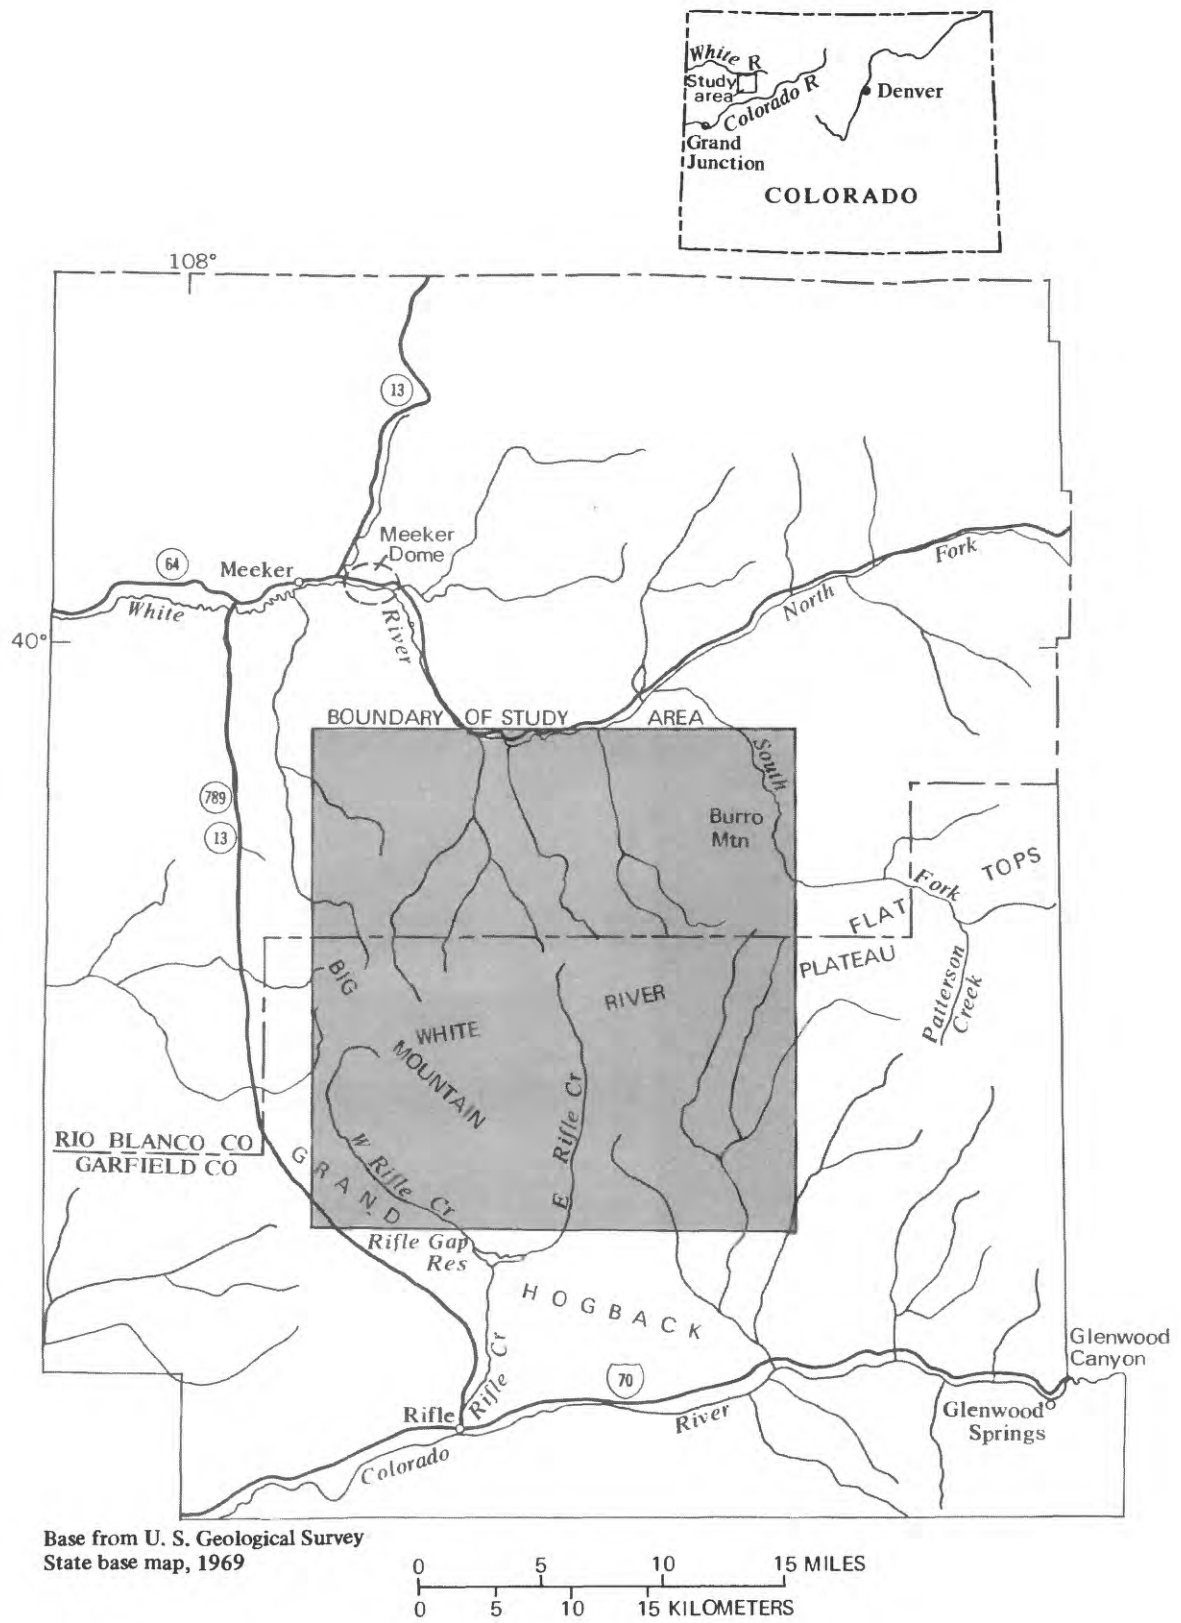 White R
Study
area
Colorado R
Denver
Grand
Junction
COLORADO
108°
13
Meeker
Dome
64
Meeker
White
River
North
Fork
40°
BOUNDARY OF STUDY AREA
South
789
13
Burro
Mtn
Fork
TOPS
FLAT
BIG
PLATEAU
RIVER
WHITE
MOUNTAIN
Patterson
Creek
RIO BLANCO CO
GARFIELD CO
GRAND
W Rifle Cr
E Rifle Cr
Rifle Gap
Res
HOGBACK
Rifle Cr
70
Glenwood
Canyon
Rifle
River
Glenwood
Springs
Colorado
Base from U. S. Geological Survey
State base map, 1969
0 5 10 15 MILES
0 5 10 15 KILOMETERS